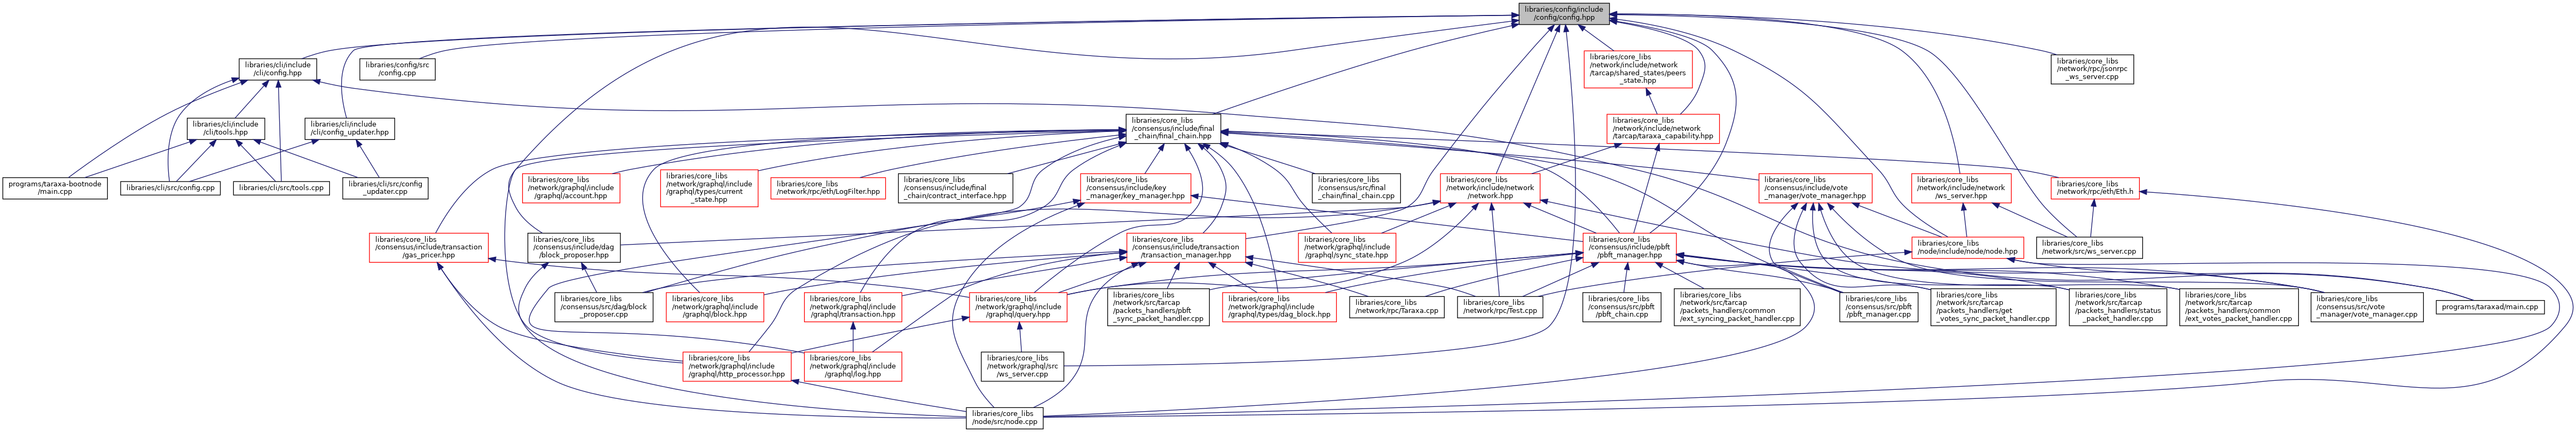 libraries/config/include
/config/config.hpp
libraries/cli/include
/cli/config.hpp
libraries/config/src
/config.cpp
libraries/core_libs
/network/include/network
/tarcap/shared_states/peers
_state.hpp
libraries/core_libs
/network/rpc/jsonrpc
_ws_server.cpp
libraries/cli/include
/cli/tools.hpp
libraries/cli/include
/cli/config_updater.hpp
libraries/core_libs
/consensus/include/final
_chain/final_chain.hpp
libraries/core_libs
/network/include/network
/tarcap/taraxa_capability.hpp
programs/taraxa-bootnode
/main.cpp
libraries/cli/src/config.cpp
libraries/cli/src/tools.cpp
libraries/cli/src/config
_updater.cpp
libraries/core_libs
/network/graphql/include
/graphql/account.hpp
libraries/core_libs
/network/graphql/include
/graphql/types/current
_state.hpp
libraries/core_libs
/network/rpc/eth/LogFilter.hpp
libraries/core_libs
/consensus/include/final
_chain/contract_interface.hpp
libraries/core_libs
/consensus/include/key
_manager/key_manager.hpp
libraries/core_libs
/consensus/src/final
_chain/final_chain.cpp
libraries/core_libs
/network/include/network
/network.hpp
libraries/core_libs
/consensus/include/vote
_manager/vote_manager.hpp
libraries/core_libs
/network/include/network
/ws_server.hpp
libraries/core_libs
/network/rpc/eth/Eth.h
libraries/core_libs
/consensus/include/transaction
/gas_pricer.hpp
libraries/core_libs
/consensus/include/dag
/block_proposer.hpp
libraries/core_libs
/consensus/include/transaction
/transaction_manager.hpp
libraries/core_libs
/network/graphql/include
/graphql/sync_state.hpp
libraries/core_libs
/consensus/include/pbft
/pbft_manager.hpp
libraries/core_libs
/node/include/node/node.hpp
libraries/core_libs
/network/src/ws_server.cpp
libraries/core_libs
/consensus/src/dag/block
_proposer.cpp
libraries/core_libs
/network/graphql/include
/graphql/block.hpp
libraries/core_libs
/network/graphql/include
/graphql/transaction.hpp
libraries/core_libs
/network/graphql/include
/graphql/query.hpp
libraries/core_libs
/network/src/tarcap
/packets_handlers/pbft
_sync_packet_handler.cpp
libraries/core_libs
/network/graphql/include
/graphql/types/dag_block.hpp
libraries/core_libs
/network/rpc/Taraxa.cpp
libraries/core_libs
/network/rpc/Test.cpp
libraries/core_libs
/consensus/src/pbft
/pbft_chain.cpp
libraries/core_libs
/network/src/tarcap
/packets_handlers/common
/ext_syncing_packet_handler.cpp
libraries/core_libs
/consensus/src/pbft
/pbft_manager.cpp
libraries/core_libs
/network/src/tarcap
/packets_handlers/get
_votes_sync_packet_handler.cpp
libraries/core_libs
/network/src/tarcap
/packets_handlers/status
_packet_handler.cpp
libraries/core_libs
/network/src/tarcap
/packets_handlers/common
/ext_votes_packet_handler.cpp
libraries/core_libs
/consensus/src/vote
_manager/vote_manager.cpp
programs/taraxad/main.cpp
libraries/core_libs
/network/graphql/include
/graphql/http_processor.hpp
libraries/core_libs
/network/graphql/include
/graphql/log.hpp
libraries/core_libs
/network/graphql/src
/ws_server.cpp
libraries/core_libs
/node/src/node.cpp